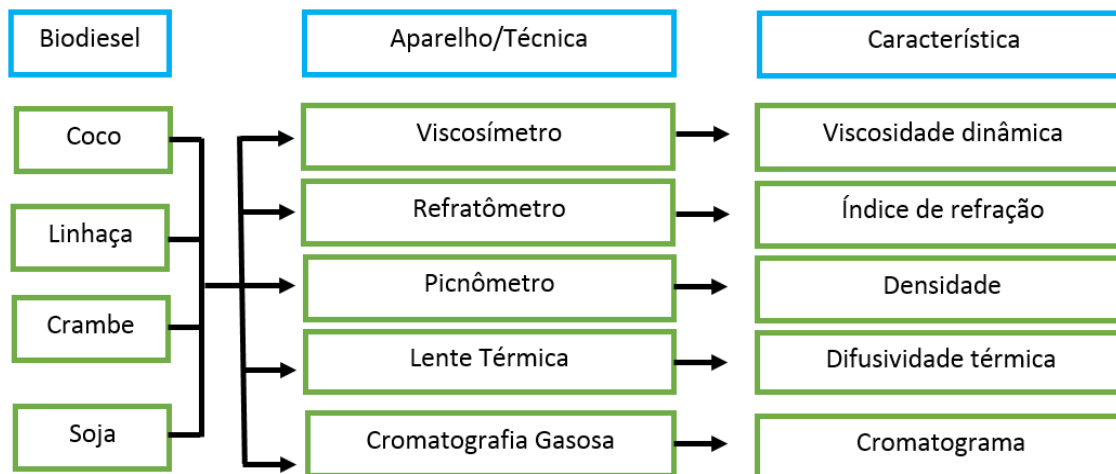 Biodiesel
Aparelho/Técnica
Característica
Coco
Viscosímetro
Viscosidade dinâmica
Linhaça
Refratômetro
Índice de refração
Crambe
Picnômetro
Densidade
Lente Térmica
Difusividade térmica
Soja
Cromatografia Gasosa
Cromatograma